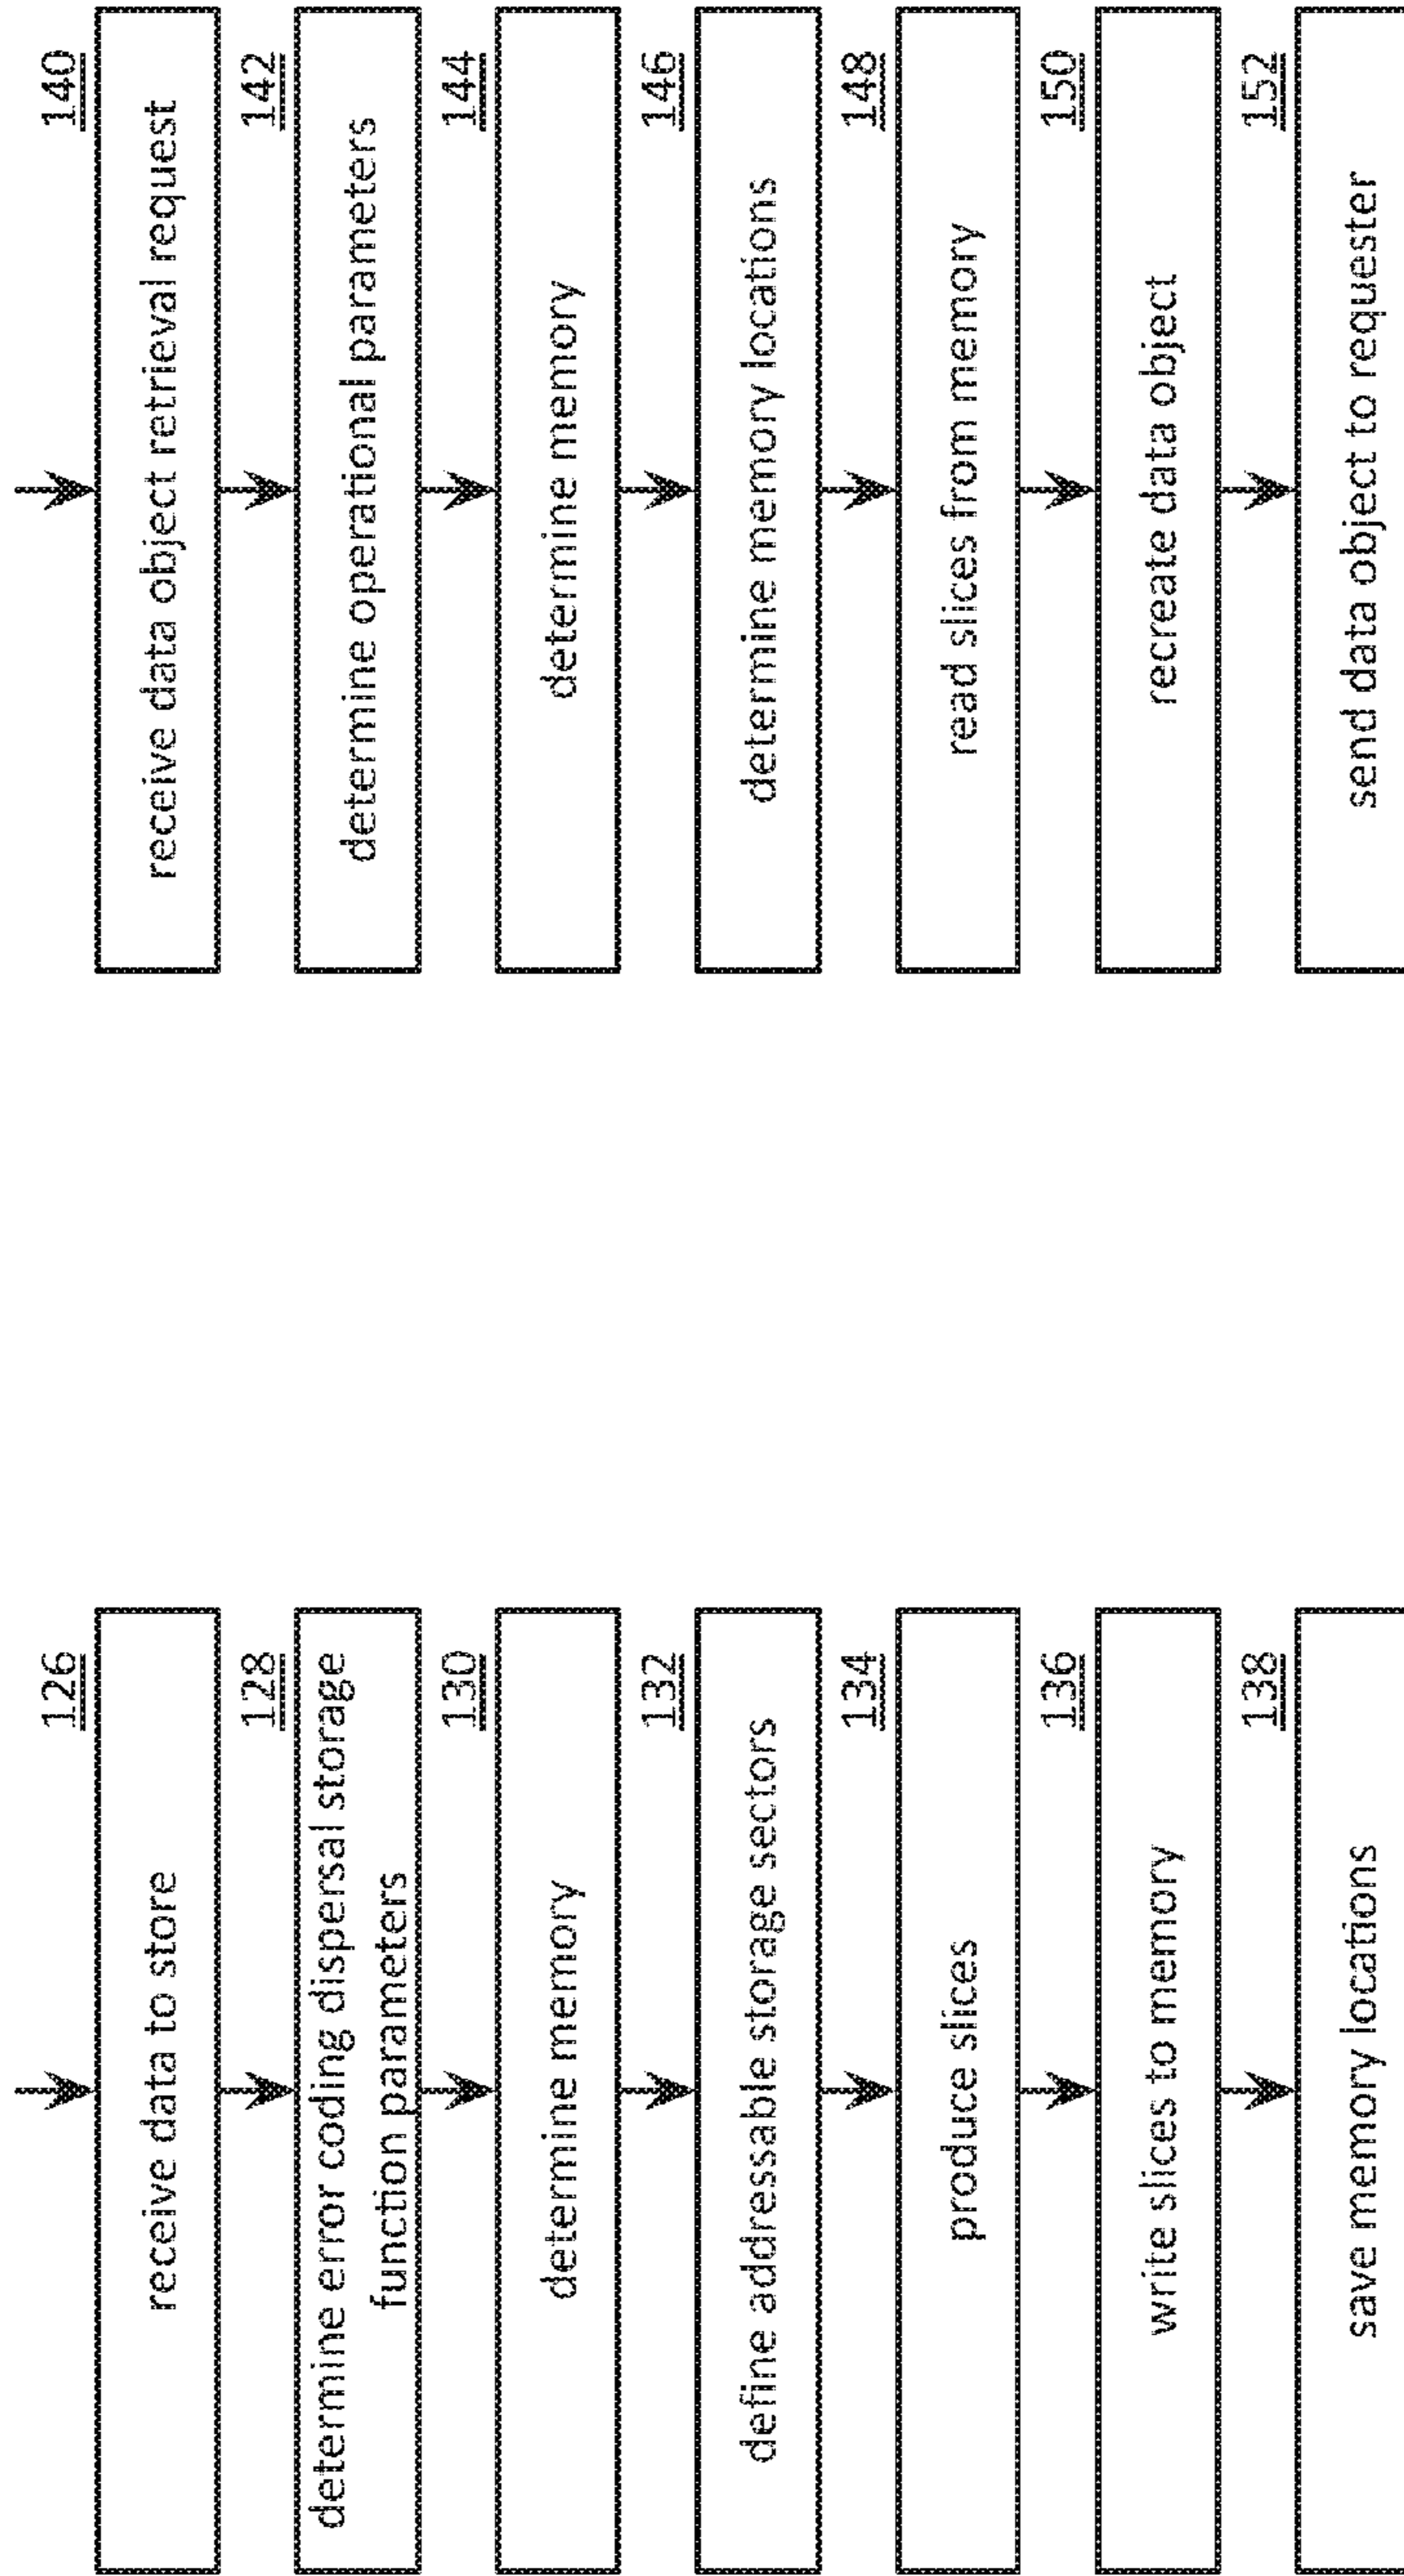 126
receive data to store
128
determine error coding dispersal storage
function parameters
130
determine memory
132
define addressable storage sectors
134
produce slices
136
write slices to memory
138
save memory locations
140
receive data object retrieval request
142
determine operational parameters
144
determine memory
146
determine memory locations
148
read slices from memory
150
recreate data object
152
send data object to requester